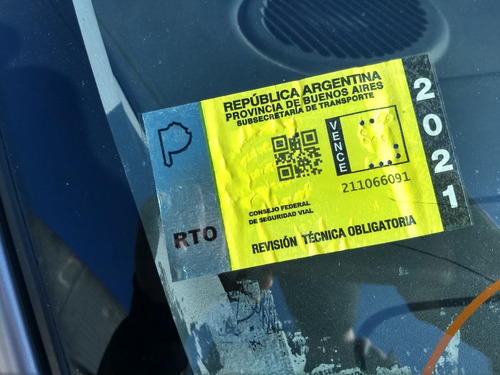 REPÚBLICA ARGENTINA
PROVINCIA DE BUENOS AIRES
SUBSECRETARÍA DE TRANSPORTE
VENCE
2021
211066091
CONSEJO FEDERAL
DE SEGURIDAD VIAL
RTO
REVISIÓN TÉCNICA OBLIGATORIA